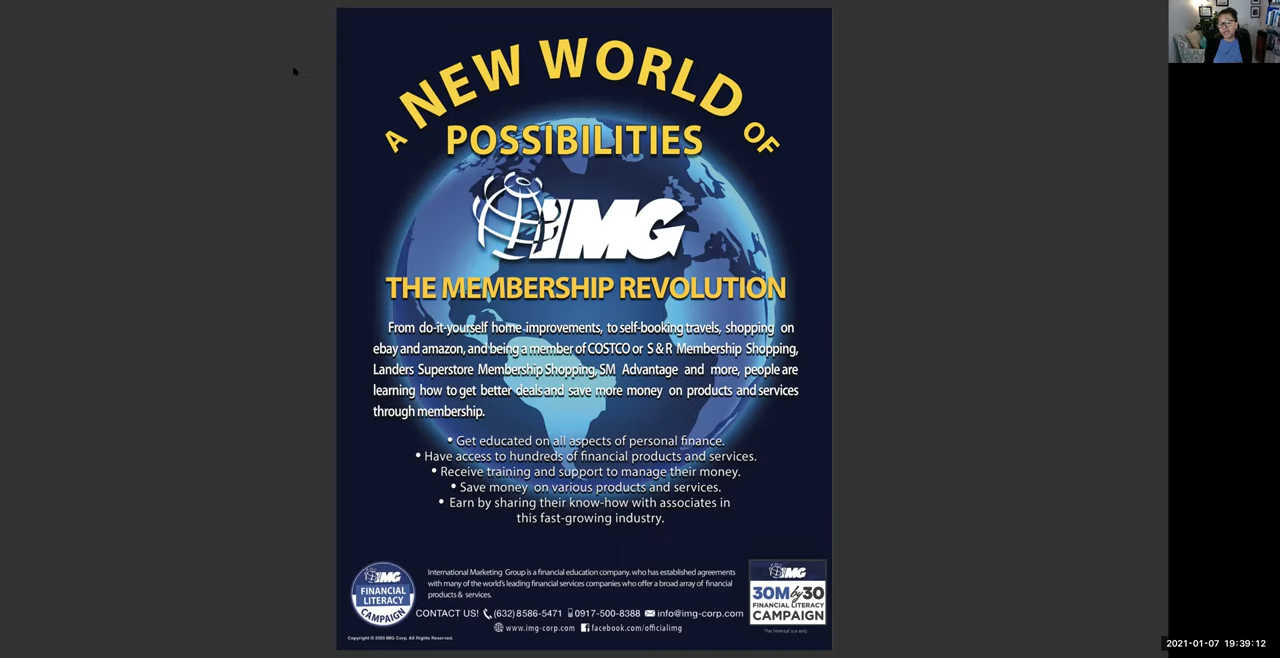 A NEW WORLD OF
POSSIBILITIES
IMG
THE MEMBERSHIP REVOLUTION
From do-it-yourself home improvements, to self-booking travels, shopping on
ebay and amazon, and being a member of COSTCO or S & R Membership Shopping,
Landers Superstore Membership Shopping, SM Advantage and more, people are
learning how to get better deals and save more money on products and services
through membership.
• Get educated on all aspects of personal finance.
• Have access to hundreds of financial products and services.
• Receive training and support to manage their money.
• Save money on various products and services.
• Earn by sharing their know-how with associates in
this fast-growing industry.
IMG
FINANCIAL
LITERACY
CAMPAIGN
International Marketing Group is a financial education company, who has established agreements
with many of the world's leading financial services companies who offer a broad array of financial
products & services.
CONTACT US! (632) 8586-5471 0917-500-8388 info@img-corp.com
www.img-corp.com facebook.com/officialimg
IMG
30M by 30
FINANCIAL LITERACY
CAMPAIGN
*For internal use only
Copyright © 2020 IMG Corp. All Rights Reserved.
2021-01-07 19:39:12